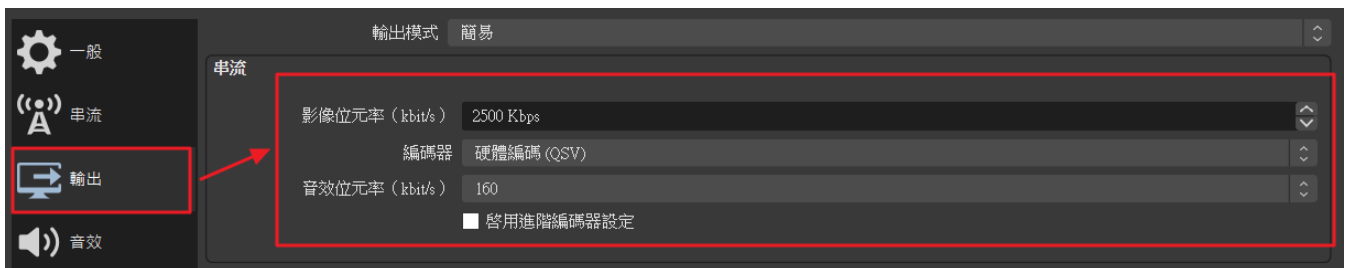 一般
串流
輸出
音效
輸出模式 簡易
串流
影像位元率(kbit/s) 2500 Kbps
編碼器 硬體編碼 (QSV)
音效位元率(kbit/s) 160
啓用進階編碼器設定